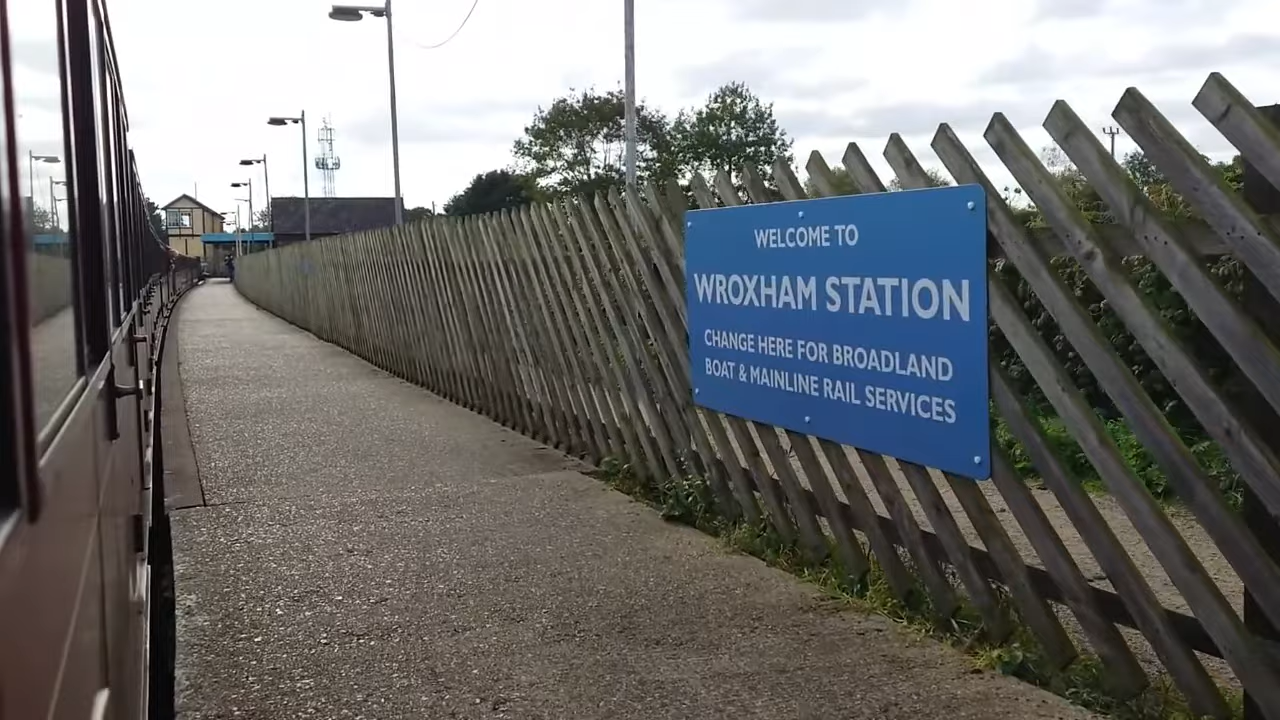 WELCOME TO
WROXHAM STATION
CHANGE HERE FOR BROADLAND
BOAT & MAINLINE RAIL SERVICES